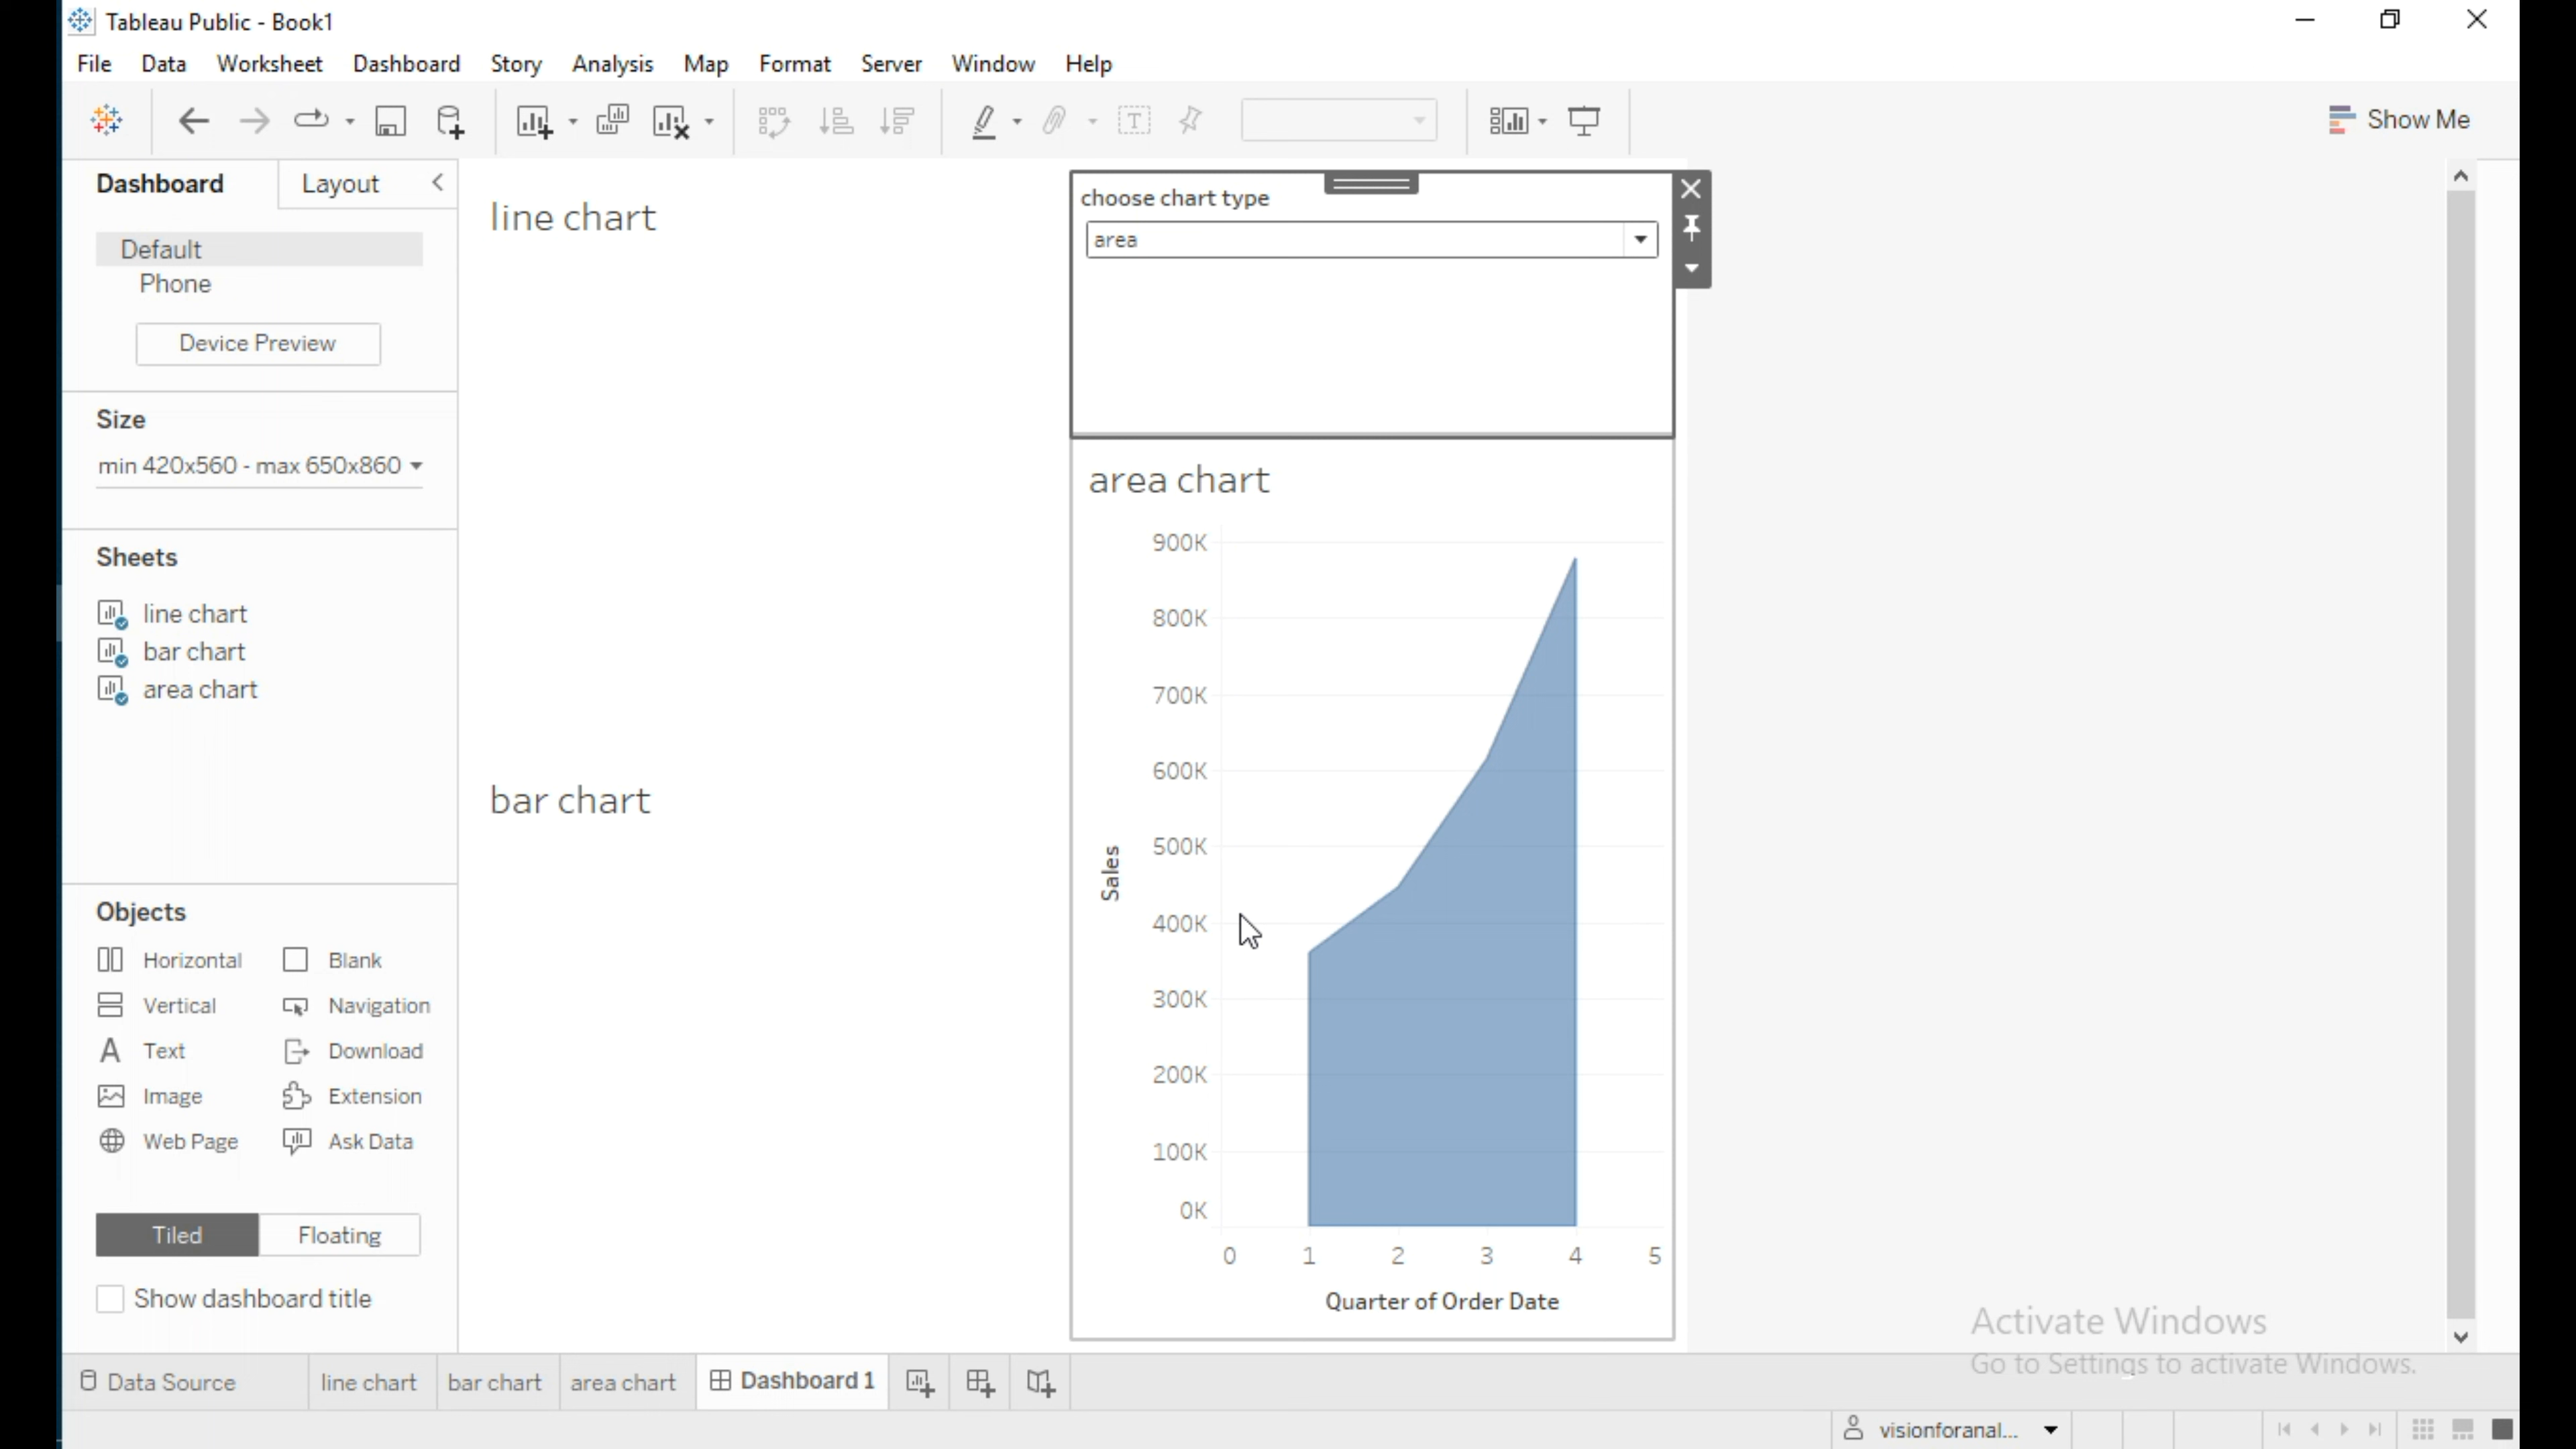 Tableau Public - Book1
File Data Worksheet Dashboard Story Analysis Map Format Server Window Help
Show Me
Dashboard Layout
Default
Phone
Device Preview
Size
min 420x560 - max 650x860
Sheets
line chart
bar chart
area chart
Objects
Horizontal Blank
Vertical Navigation
Text Download
Image Extension
Web Page Ask Data
Tiled Floating
Show dashboard title
line chart
bar chart
choose chart type
area
area chart
900K
800K
700K
600K
500K
400K
300K
200K
100K
0K
Sales
0 1 2 3 4 5
Quarter of Order Date
Activate Windows
Go to Settings to activate Windows.
Data Source line chart bar chart area chart Dashboard 1
visionforanal...